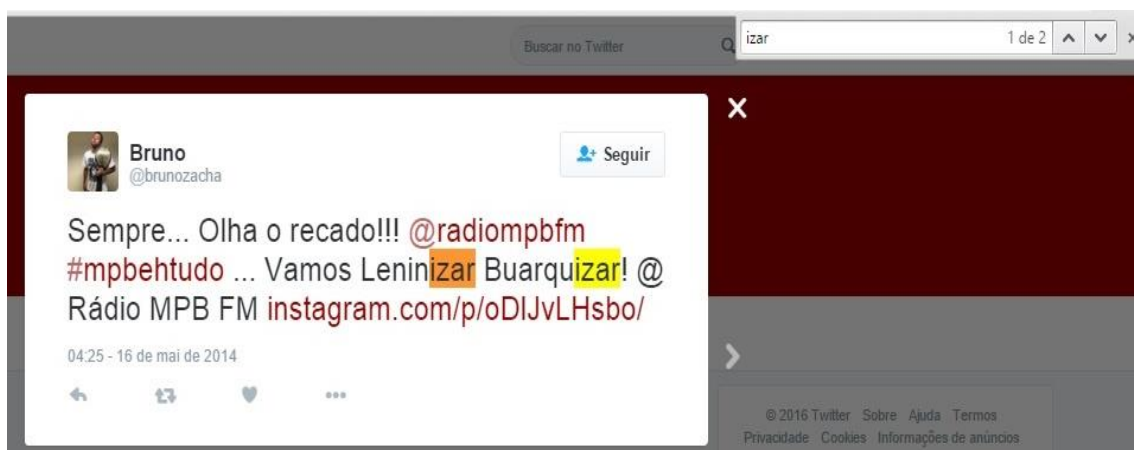 Buscar no Twitter
izar
1 de 2
Bruno
@brunozacha
Seguir
Sempre... Olha o recado!!! @radiompbfm
#mpbehtudo ... Vamos Leninizar Buarquizar! @
Rádio MPB FM instagram.com/p/oDlJvLHsbo/
04:25 - 16 de mai de 2014
© 2016 Twitter Sobre Ajuda Termos
Privacidade Cookies Informações de anúncios